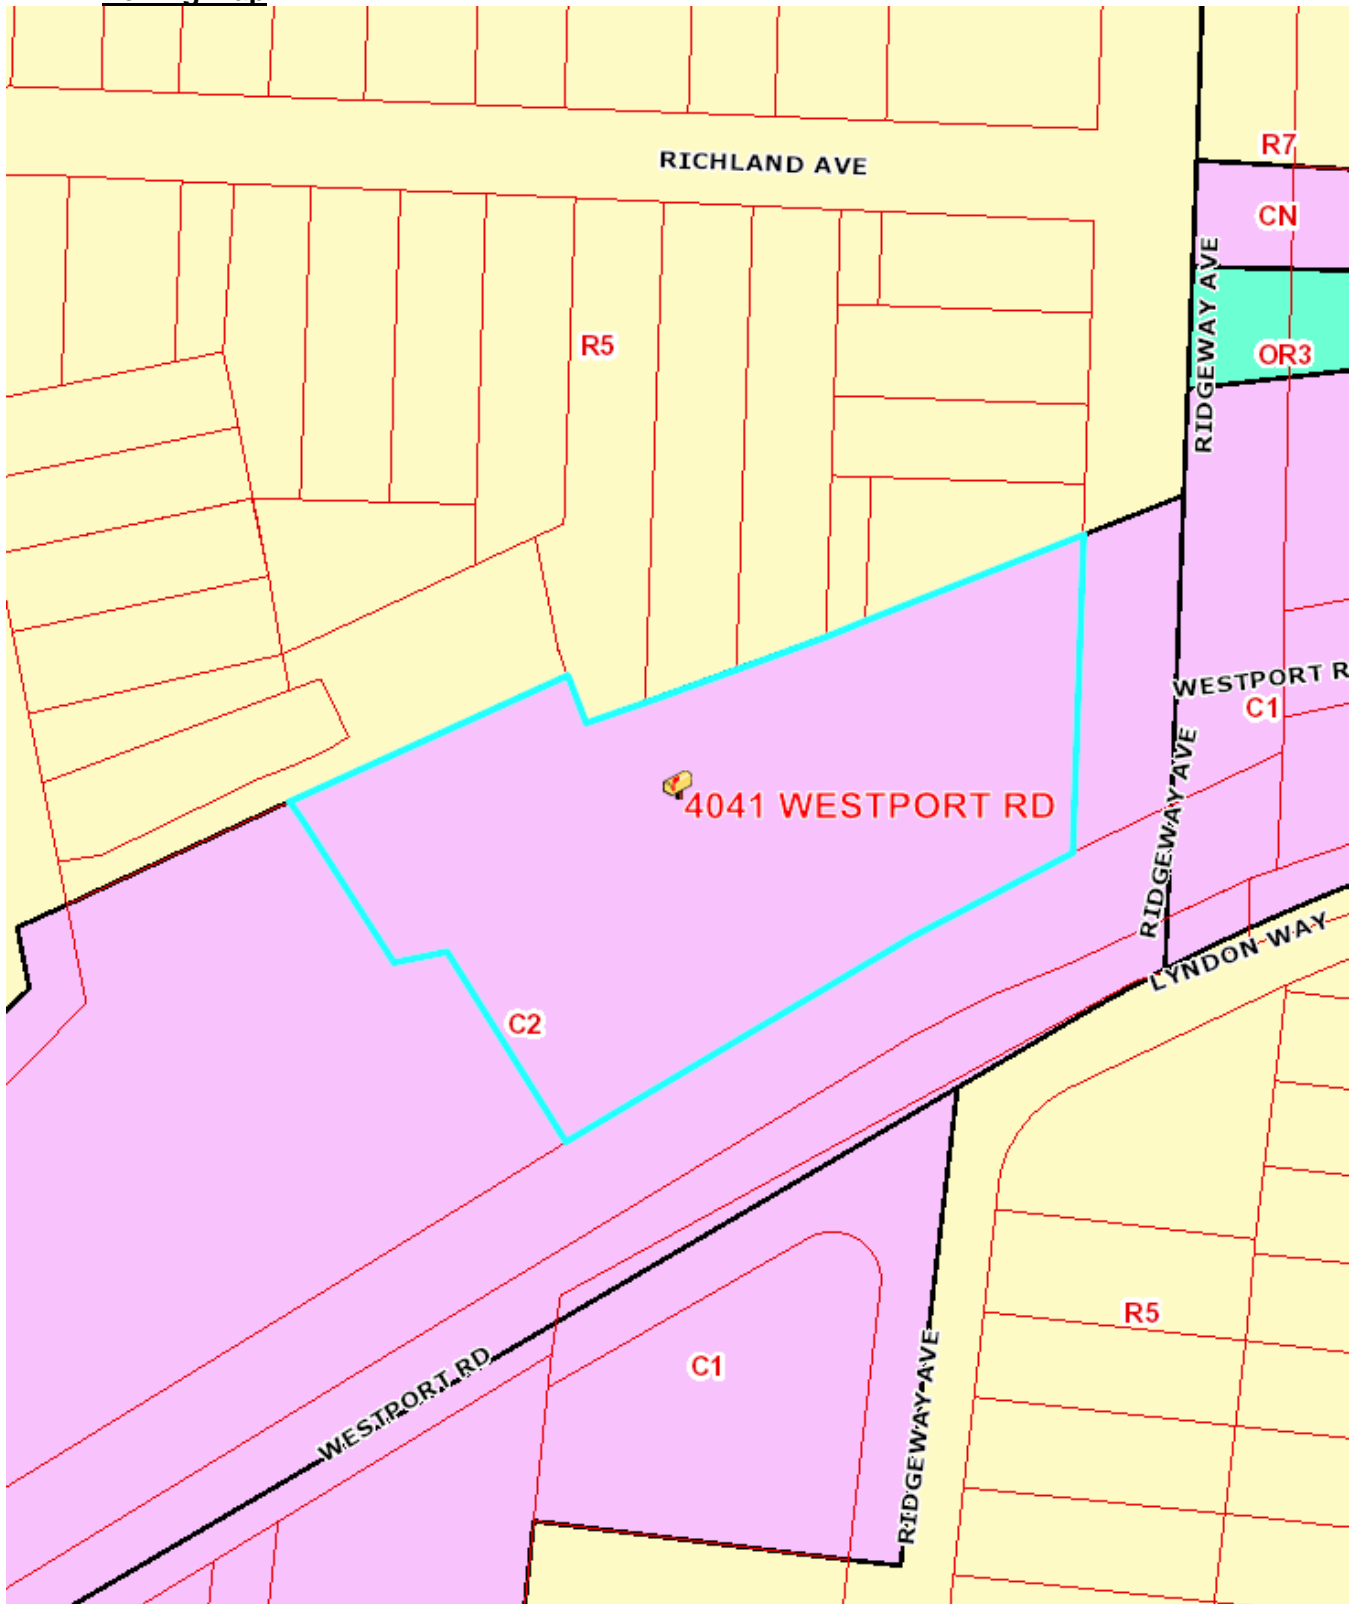 RICHLAND AVE
R7
CN
RIDGEWAY AVE
R5
OR3
WESTPORT R
C1
4041 WESTPORT RD
RIDGEWAY AVE
LYNDON WAY
C2
R5
C1
WESTPORT RD
RIDGEWAY AVE